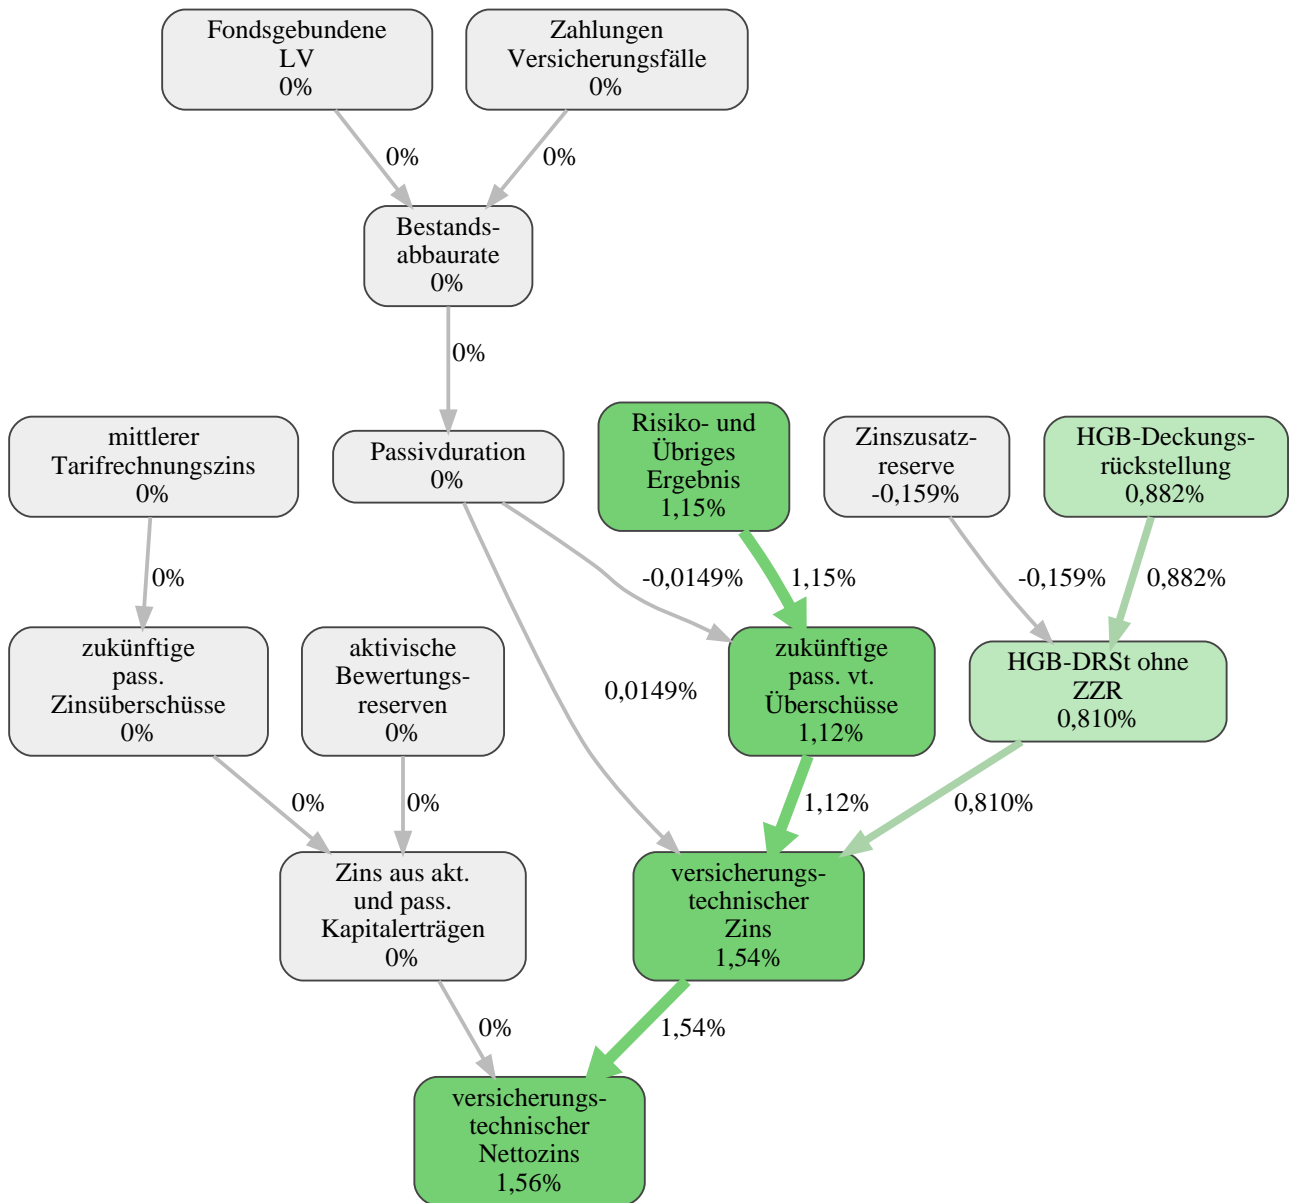 Fondsgebundene
LV
0%
Zahlungen
Versicherungsfälle
0%
0%
0%
Bestands-
abbaurate
0%
0%
mittlerer
Tarifrechnungszins
0%
Passivduration
0%
Risiko- und
Übriges
Ergebnis
1,15%
Zinszusatz-
reserve
-0,159%
HGB-Deckungs-
rückstellung
0,882%
0%
-0,0149%
1,15%
-0,159%
0,882%
zukünftige
pass.
Zinsüberschüsse
0%
aktivische
Bewertungs-
reserven
0%
0,0149%
zukünftige
pass. vt.
Überschüsse
1,12%
HGB-DRSt ohne
ZZR
0,810%
0%
0%
1,12%
0,810%
Zins aus akt.
und pass.
Kapitalerträgen
0%
versicherungs-
technischer
Zins
1,54%
0%
1,54%
versicherungs-
technischer
Nettozins
1,56%